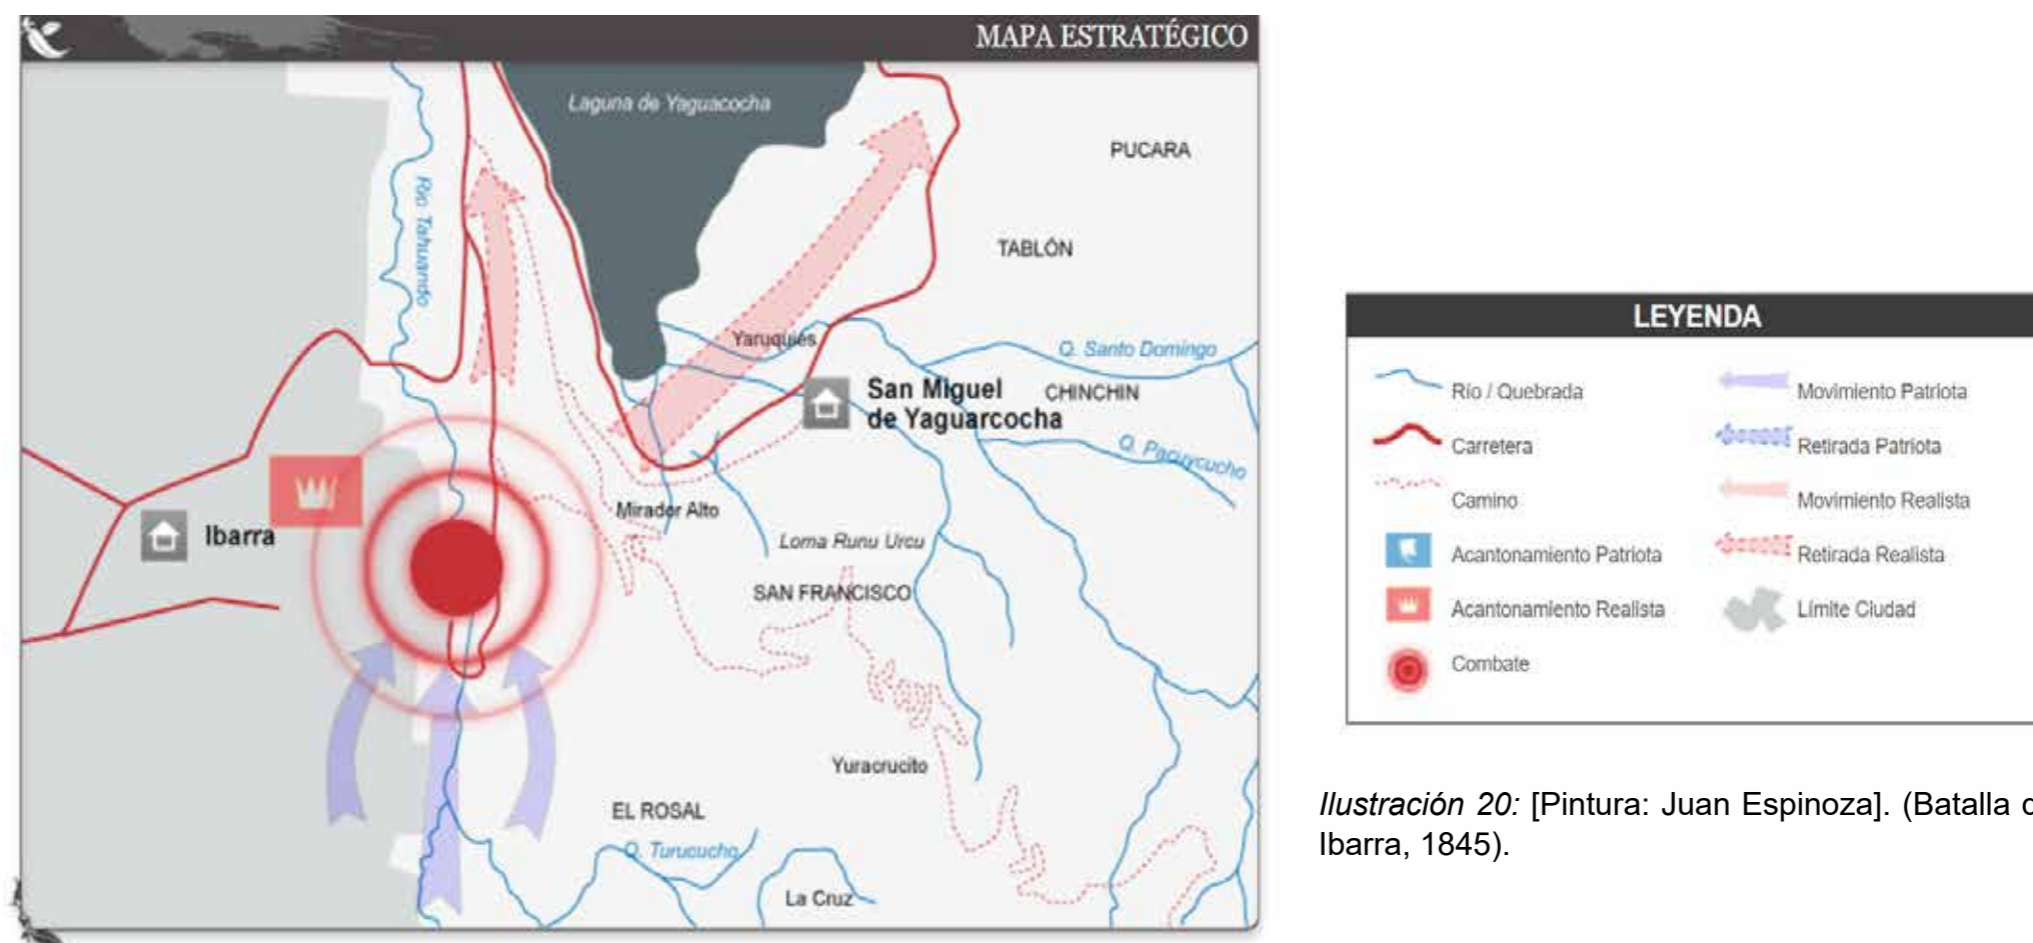 MAPA ESTRATÉGICO
Laguna de Yaguacocha
PUCARA
Río Tahuando
TABLÓN
Yaruquíes
Q. Santo Domingo
San Miguel
de Yaguarcocha
CHINCHIN
Q. Pacuycucho
Ibarra
Mirador Alto
Loma Runu Urcu
SAN FRANCISCO
Yuracrucito
EL ROSAL
Q. Turucucho
La Cruz
LEYENDA
Río / Quebrada
Movimiento Patriota
Carretera
Retirada Patriota
Camino
Movimiento Realista
Acantonamiento Patriota
Retirada Realista
Acantonamiento Realista
Límite Ciudad
Combate
Ilustración 20: [Pintura: Juan Espinoza]. (Batalla
Ibarra, 1845).